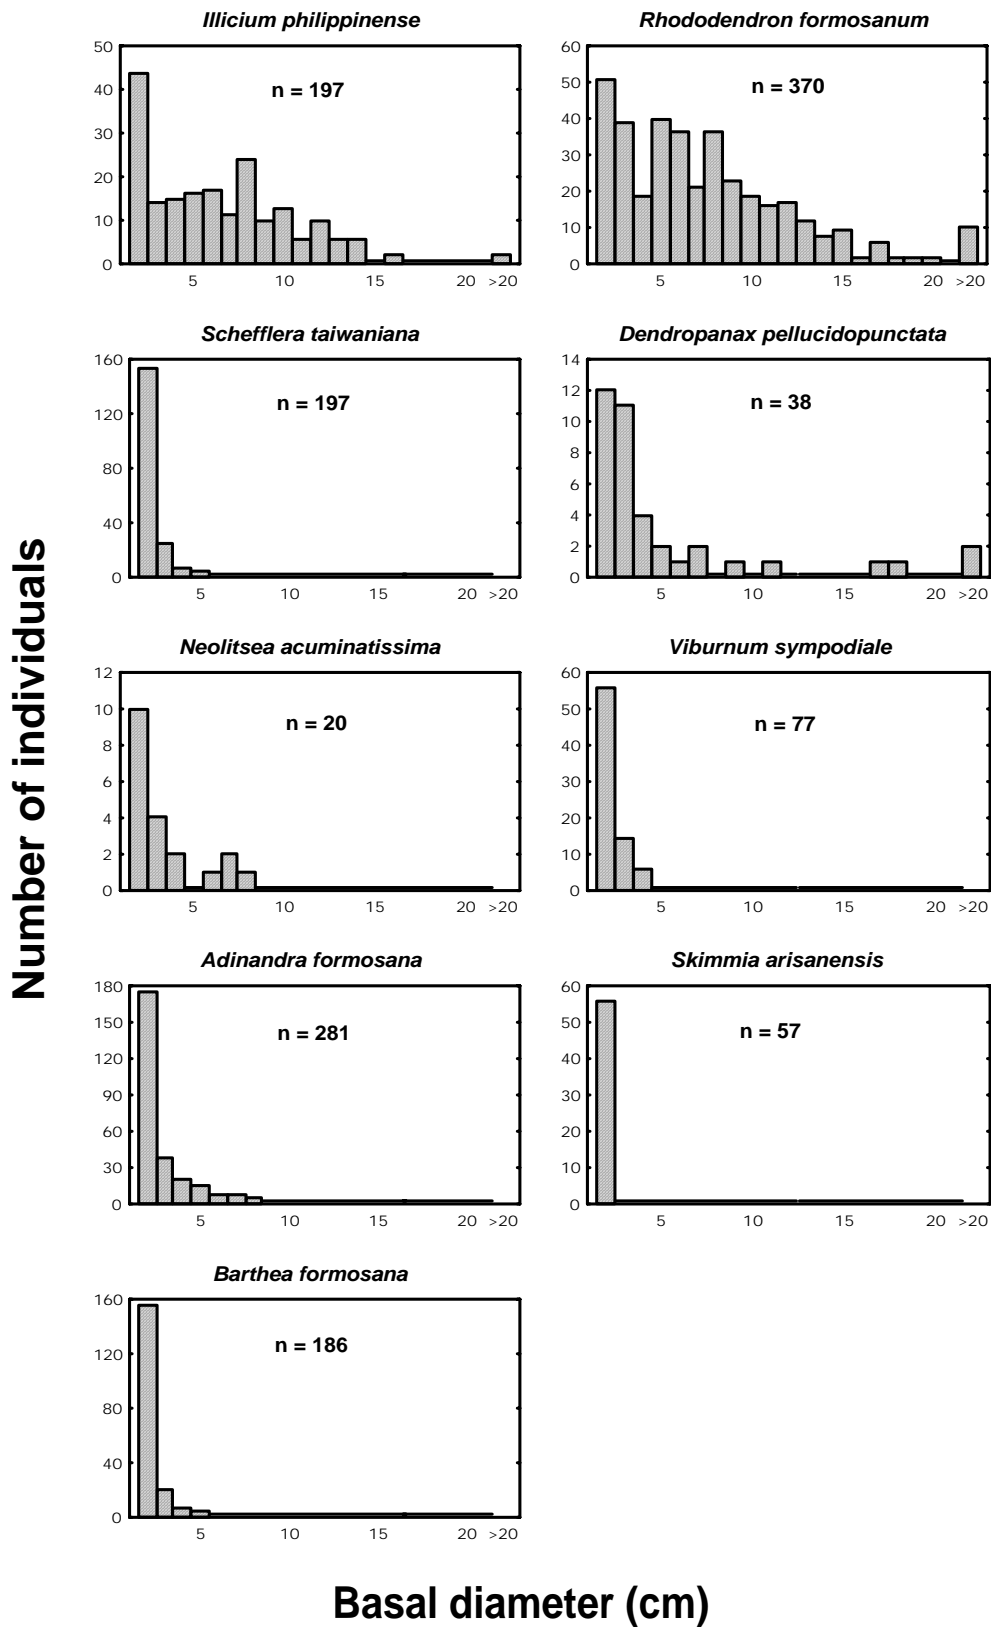 Illicium philippinense
50
40
30
20
10
0
n = 197
5 10 15 20 >20
Rhododendron formosanum
60
50
40
30
20
10
0
n = 370
5 10 15 20 >20
Schefflera taiwaniana
160
120
80
40
0
n = 197
5 10 15 20 >20
Dendropanax pellucidopunctata
14
12
10
8
6
4
2
0
n = 38
5 10 15 20 >20
Neolitsea acuminatissima
12
10
8
6
4
2
0
n = 20
5 10 15 20 >20
Viburnum sympodiale
60
50
40
30
20
10
0
n = 77
5 10 15 20 >20
Adinandra formosana
180
150
120
90
60
30
0
n = 281
5 10 15 20 >20
Skimmia arisanensis
60
50
40
30
20
10
0
n = 57
5 10 15 20 >20
Barthea formosana
160
120
80
40
0
n = 186
5 10 15 20 >20
Number of individuals
Basal diameter (cm)